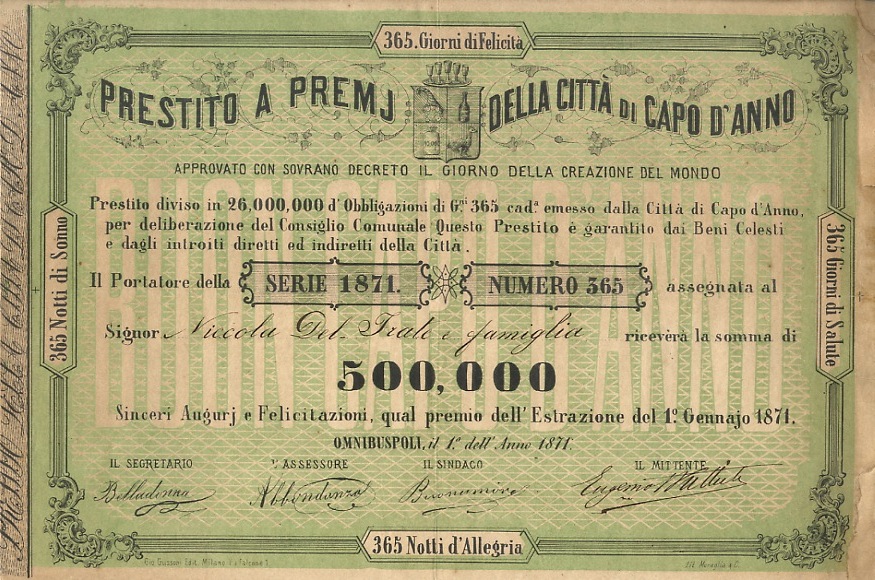 365. Giorni di Felicità
PRESTITO A PREMJ DELLA CITTÀ DI CAPO D'ANNO
APPROVATO CON SOVRANO DECRETO IL GIORNO DELLA CREAZIONE DEL MONDO
BUON CAPO D'ANNO
Prestito diviso in 26,000,000 d'Obbligazioni di G.ni 365 cad.a emesso dalla Città di Capo d'Anno,
per deliberazione del Consiglio Comunale Questo Prestito è garantito dai Beni Celesti
e dagli introiti diretti ed indiretti della Città.
Il Portatore della SERIE 1871. NUMERO 365 assegnata al
Signor Niccola Del Frate e famiglia riceverà la somma di
500,000
Sinceri Augurj e Felicitazioni, qual premio dell'Estrazione del 1.º Gennajo 1871.
OMNIBUSPOLI, il 1.º dell'Anno 1871.
IL SEGRETARIO L'ASSESSORE IL SINDACO IL MITTENTE
Belladonna Abbondanza Buonumore Eugenio
365 Notti di Sonno
365 Giorni di Salute
365 Notti d'Allegria
Gio. Gussoni Edit. Milano
Lit.